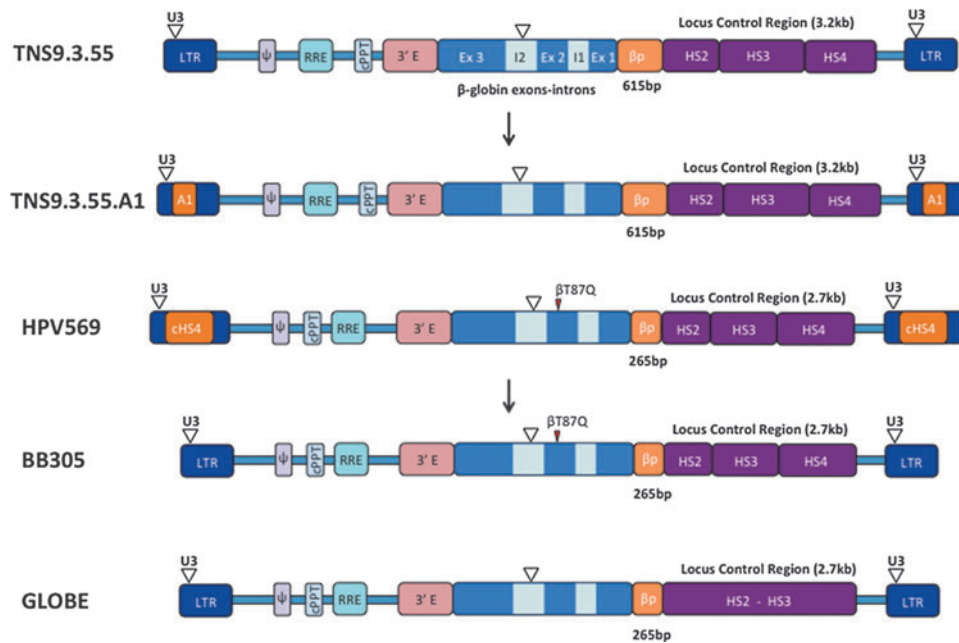 U3 Locus Control Region (3.2kb) U3
TNS9.3.55 LTR ψ RRE cPPT 3' E Ex 3 I2 Ex 2 I1 Ex 1 βp HS2 HS3 HS4 LTR
β-globin exons-introns 615bp
U3 Locus Control Region (3.2kb) U3
TNS9.3.55.A1 A1 ψ RRE cPPT 3' E βp HS2 HS3 HS4 A1
615bp
U3 βT87Q Locus Control Region (2.7kb) U3
HPV569 cHS4 ψ cPPT RRE 3' E βp HS2 HS3 HS4 cHS4
265bp
U3 βT87Q Locus Control Region (2.7kb) U3
BB305 LTR ψ cPPT RRE 3' E βp HS2 HS3 HS4 LTR
265bp
U3 Locus Control Region (2.7kb) U3
GLOBE LTR ψ cPPT RRE 3' E βp HS2 - HS3 LTR
265bp